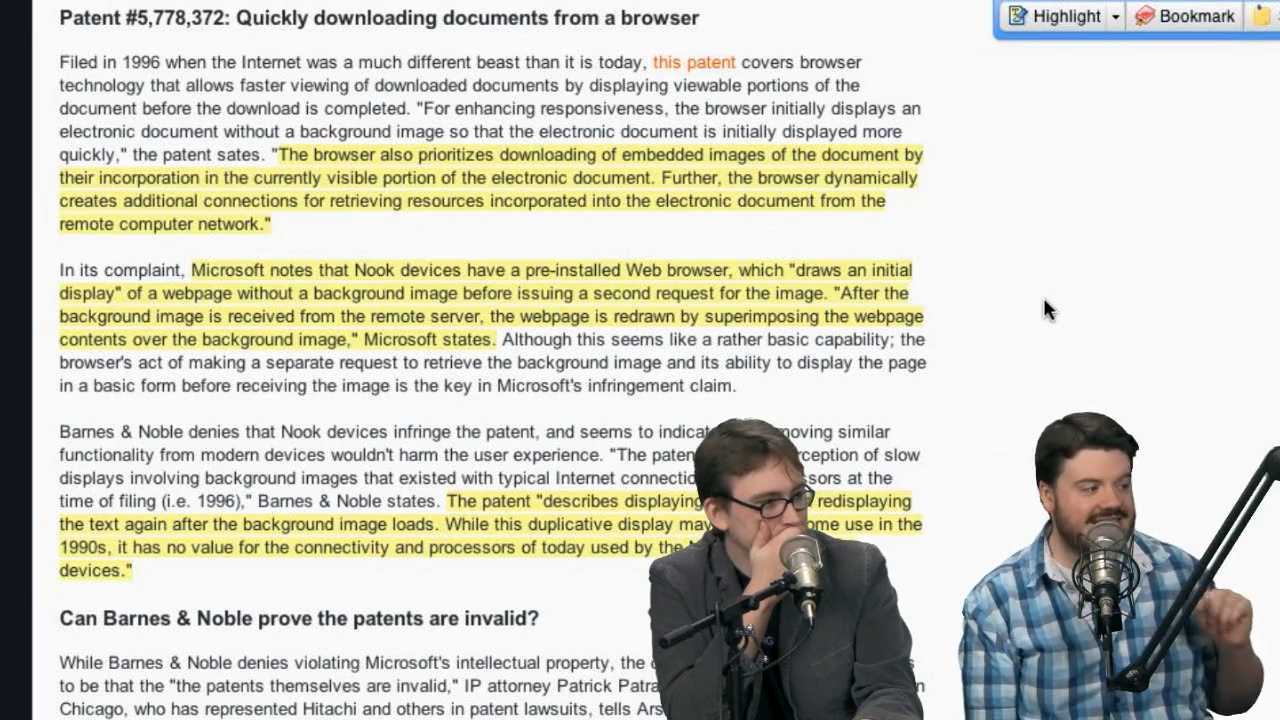 Patent #5,778,372: Quickly downloading documents from a browser
Highlight
Bookmark
Filed in 1996 when the Internet was a much different beast than it is today, this patent covers browser
technology that allows faster viewing of downloaded documents by displaying viewable portions of the
document before the download is completed. "For enhancing responsiveness, the browser initially displays an
electronic document without a background image so that the electronic document is initially displayed more
quickly," the patent sates. "The browser also prioritizes downloading of embedded images of the document by
their incorporation in the currently visible portion of the electronic document. Further, the browser dynamically
creates additional connections for retrieving resources incorporated into the electronic document from the
remote computer network."
In its complaint, Microsoft notes that Nook devices have a pre-installed Web browser, which "draws an initial
display" of a webpage without a background image before issuing a second request for the image. "After the
background image is received from the remote server, the webpage is redrawn by superimposing the webpage
contents over the background image," Microsoft states. Although this seems like a rather basic capability; the
browser's act of making a separate request to retrieve the background image and its ability to display the page
in a basic form before receiving the image is the key in Microsoft's infringement claim.
Barnes & Noble denies that Nook devices infringe the patent, and seems to moving similar
functionality from modern devices wouldn't harm the user experience. "The of slow
displays involving background images that existed with typical Internet at the
time of filing (i.e. 1996)," Barnes & Noble states. The patent "describes displaying redisplaying
the text again after the background image loads. While this duplicative display may use in the
1990s, it has no value for the connectivity and processors of today used by the
devices."
Can Barnes & Noble prove the patents are invalid?
While Barnes & Noble denies violating Microsoft's intellectual property, the
to be that the "the patents themselves are invalid," IP attorney Patrick
Chicago, who has represented Hitachi and others in patent lawsuits, tells